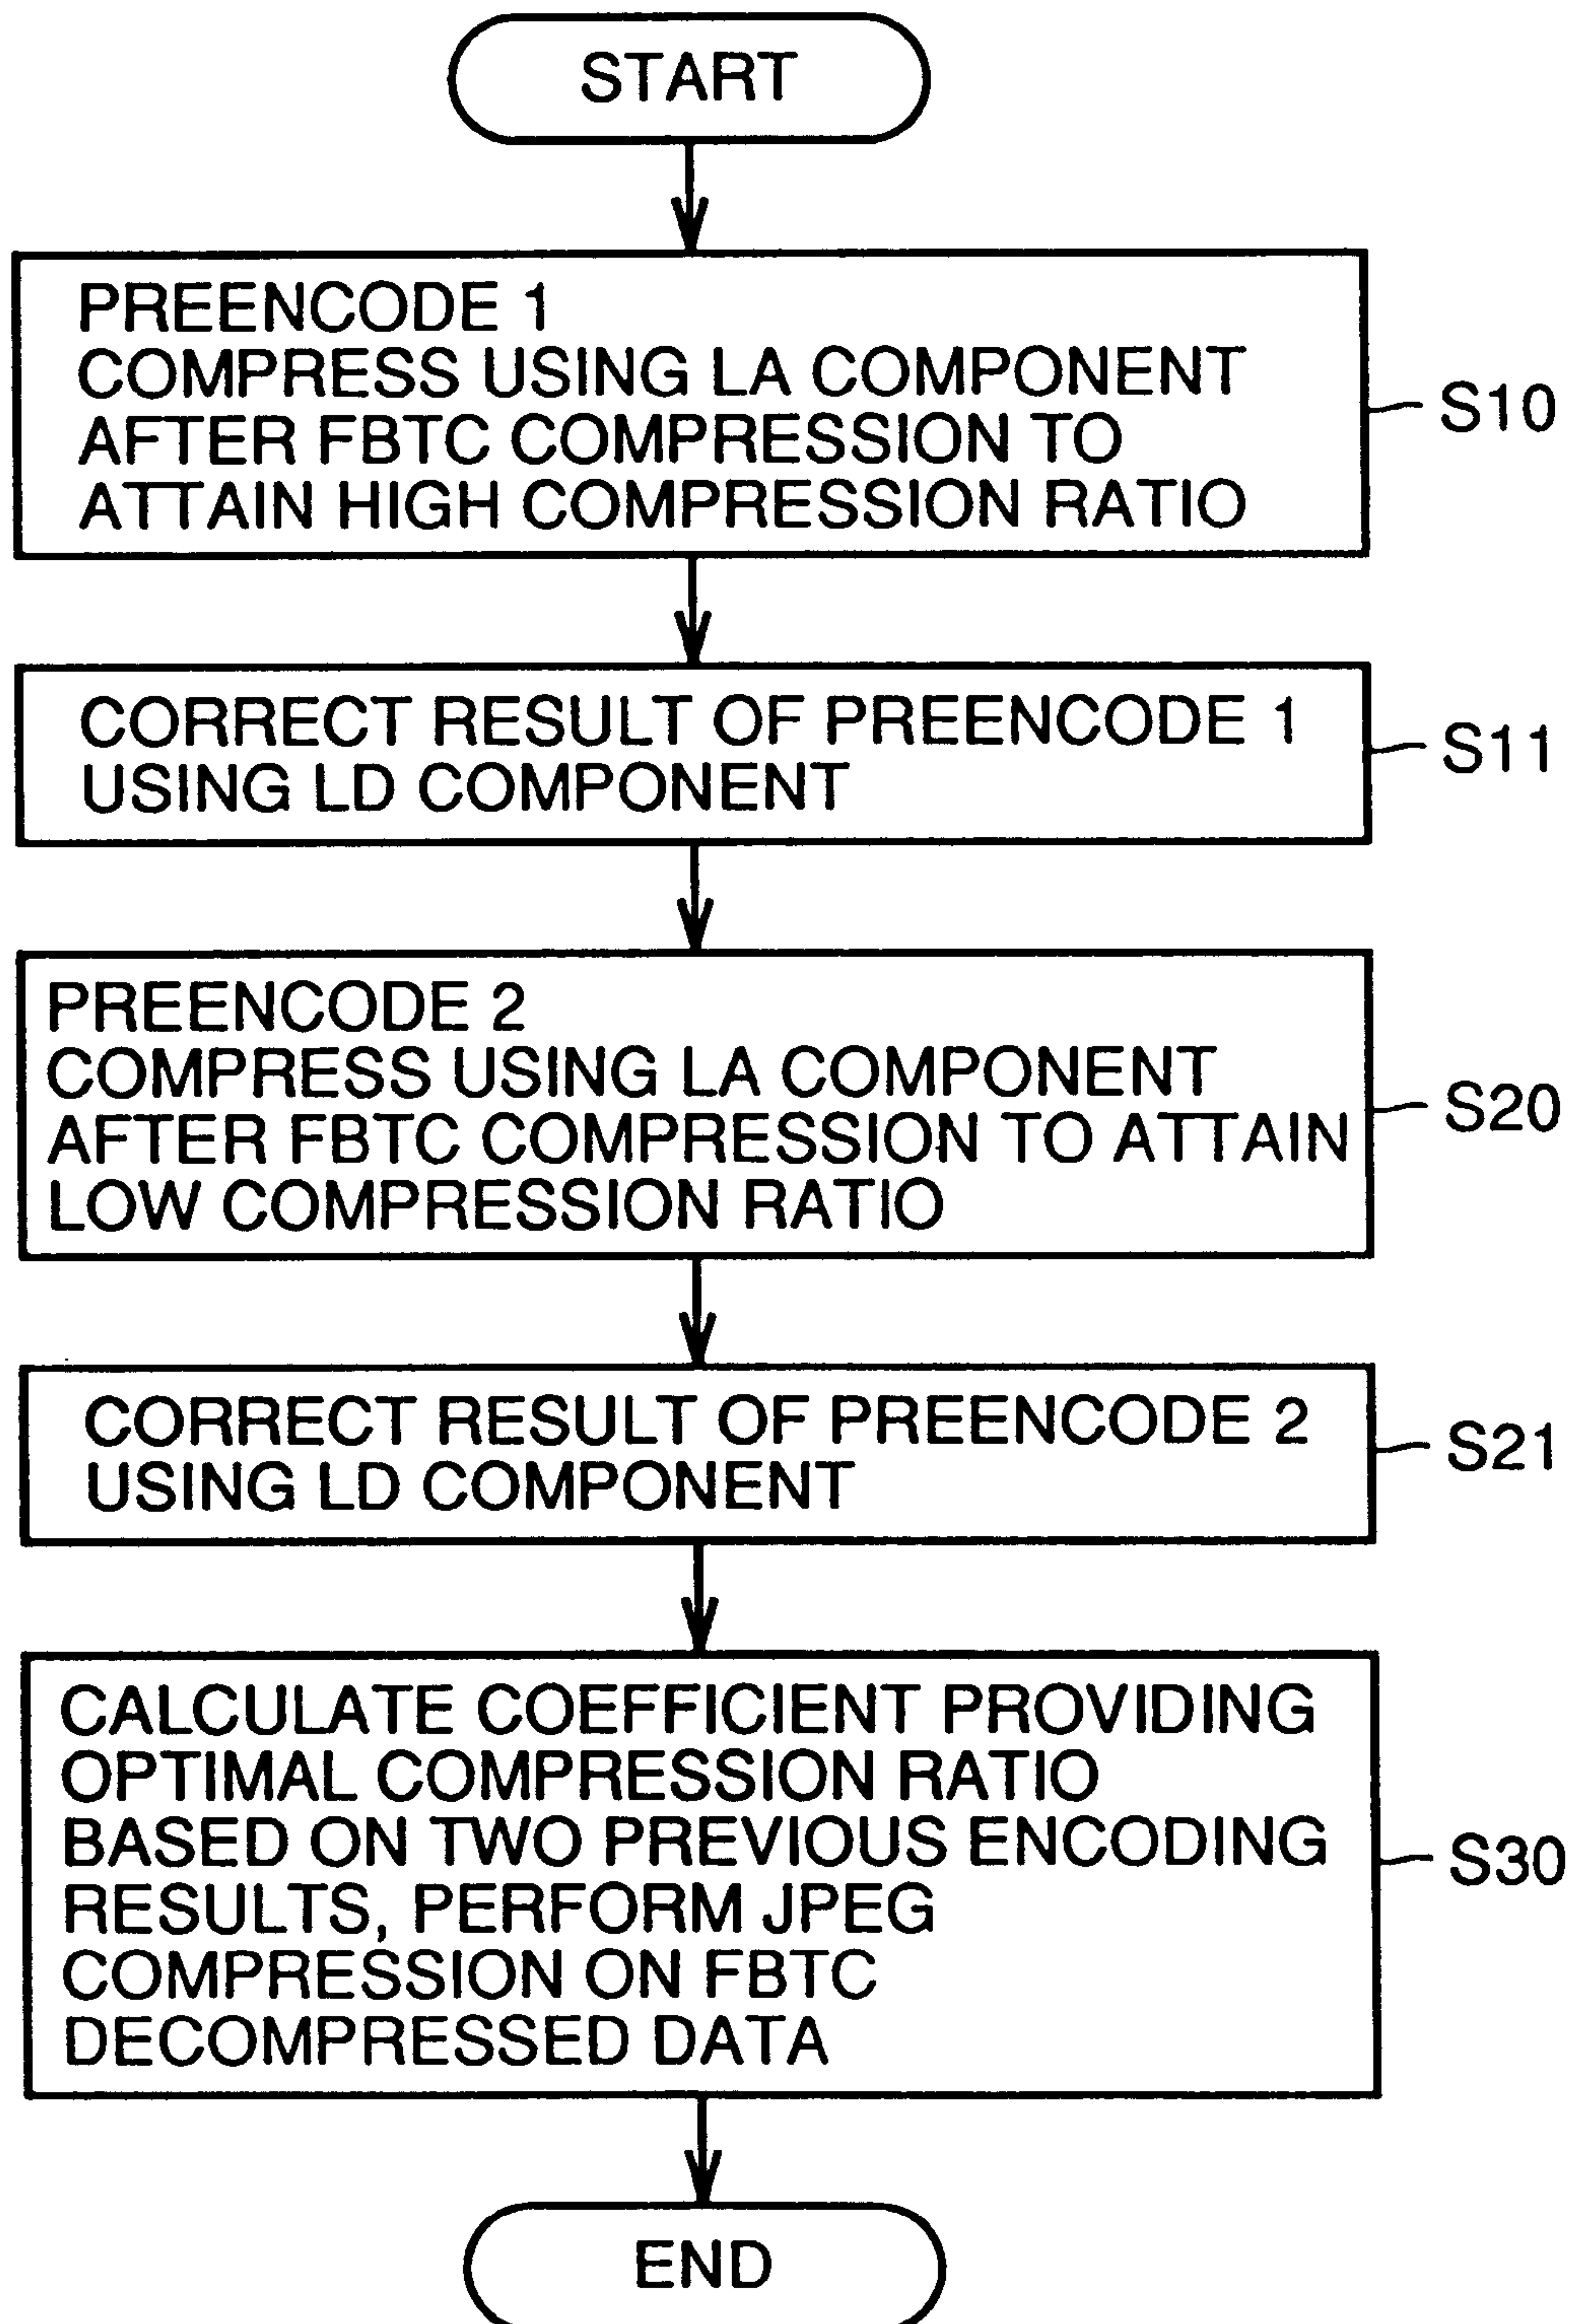 START
PREENCODE 1
COMPRESS USING LA COMPONENT
AFTER FBTC COMPRESSION TO
ATTAIN HIGH COMPRESSION RATIO
S10
CORRECT RESULT OF PREENCODE 1
USING LD COMPONENT
S11
PREENCODE 2
COMPRESS USING LA COMPONENT
AFTER FBTC COMPRESSION TO ATTAIN
LOW COMPRESSION RATIO
S20
CORRECT RESULT OF PREENCODE 2
USING LD COMPONENT
S21
CALCULATE COEFFICIENT PROVIDING
OPTIMAL COMPRESSION RATIO
BASED ON TWO PREVIOUS ENCODING
RESULTS, PERFORM JPEG
COMPRESSION ON FBTC
DECOMPRESSED DATA
S30
END